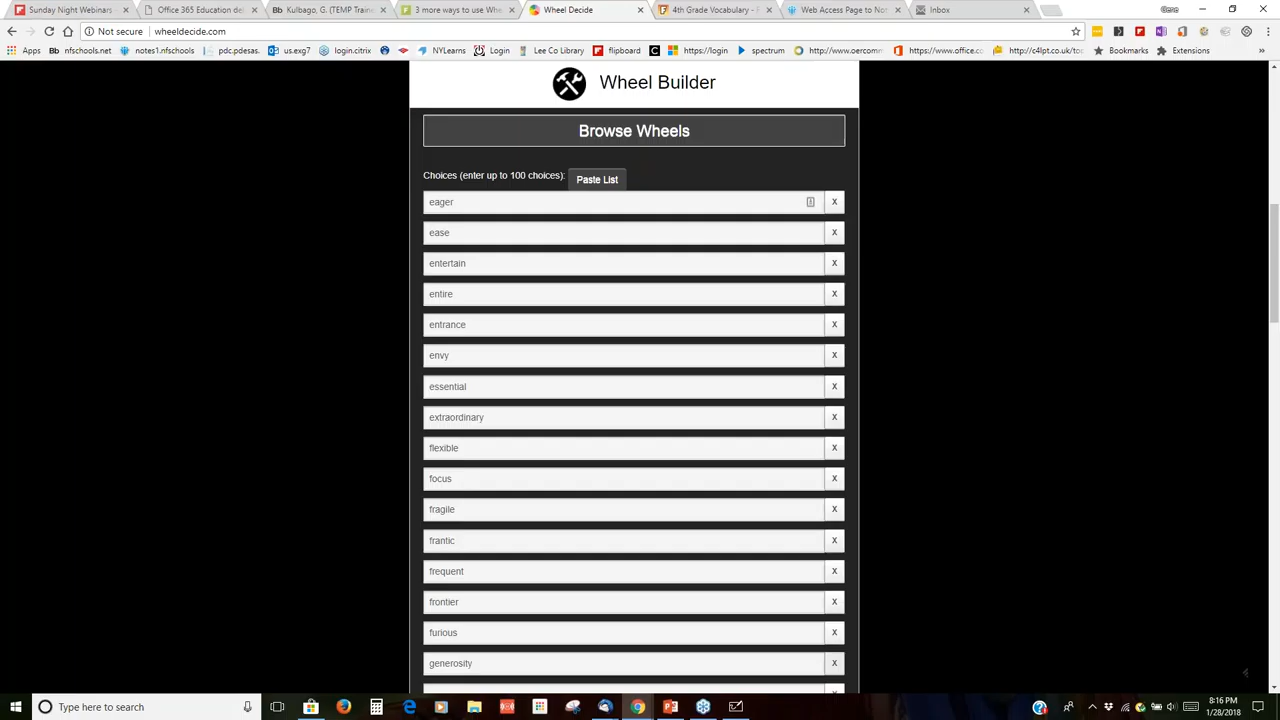 Sunday Night Webinars
Office 365 Education de
Kulbago, G. (TEMP Traine
3 more ways to use Whe
Wheel Decide
4th Grade Vocabulary - F
Web Access Page to Nor
Inbox
Gene
Not secure
wheeldecide.com
Apps
nfschools.net
notes1.nfschools
pdc.pdesas.
us.exg7
login.citrix
NYLearns
Login
Lee Co Library
flipboard
https://login
spectrum
http://www.oercomm
https://www.office.co
http://c4lpt.co.uk/to
Bookmarks
Extensions
Wheel Builder
Browse Wheels
Choices (enter up to 100 choices):
Paste List
eager X
ease X
entertain X
entire X
entrance X
envy X
essential X
extraordinary X
flexible X
focus X
fragile X
frantic X
frequent X
frontier X
furious X
generosity X
Type here to search
8:16 PM
1/28/2018